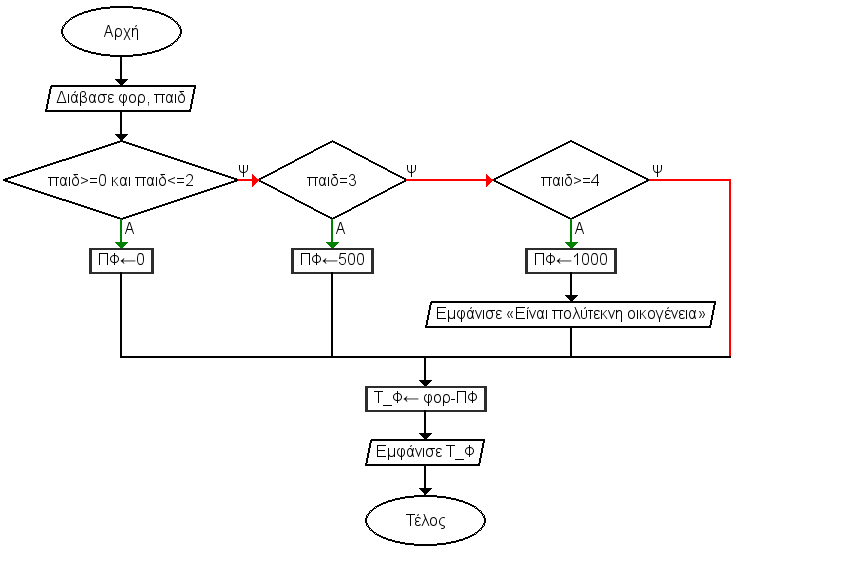 Αρχή
Διάβασε φορ, παιδ
παιδ>=0 και παιδ<=2
Ψ
παιδ=3
Ψ
παιδ>=4
Ψ
Α
Α
Α
ΠΦ←0
ΠΦ←500
ΠΦ←1000
Εμφάνισε «Είναι πολύτεκνη οικογένεια»
Τ_Φ← φορ-ΠΦ
Εμφάνισε Τ_Φ
Τέλος